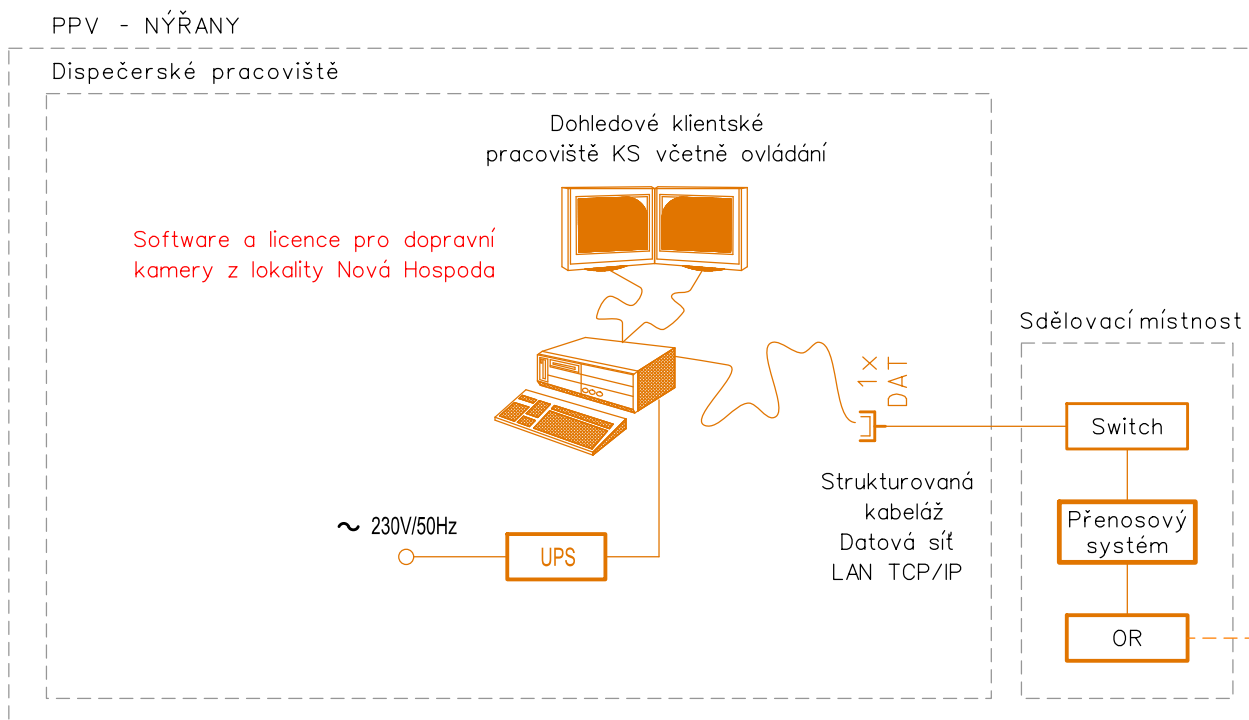 PPV - NÝŘANY
Dispečerské pracoviště
Dohledové klientské
pracoviště KS včetně ovládání
Software a licence pro dopravní
kamery z lokality Nová Hospoda
Sdělovací místnost
1x
DAT
Switch
Strukturovaná
kabeláž
Datová síť
LAN TCP/IP
Přenosový
systém
~ 230V/50Hz
UPS
OR